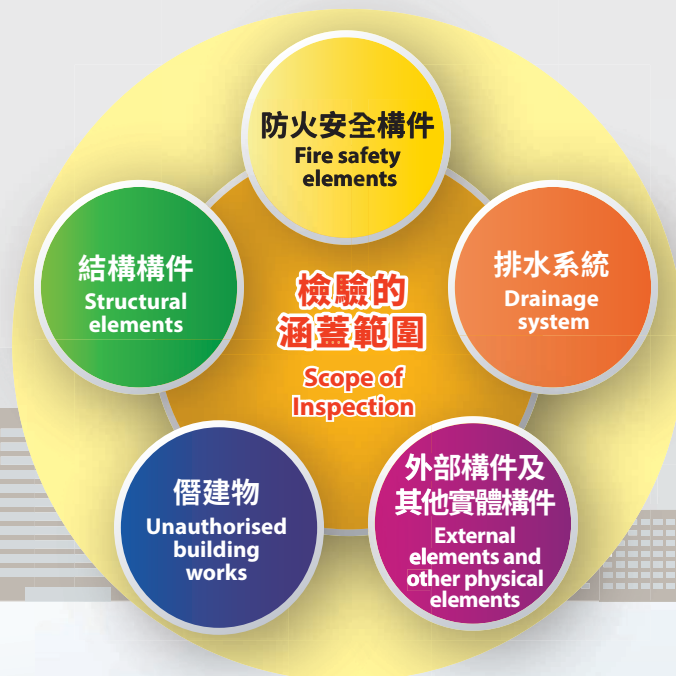 防火安全構件
Fire safety
elements
結構構件
Structural
elements
檢驗的
涵蓋範圍
Scope of
Inspection
排水系統
Drainage
system
僭建物
Unauthorised
building
works
外部構件及
其他實體構件
External
elements and
other physical
elements